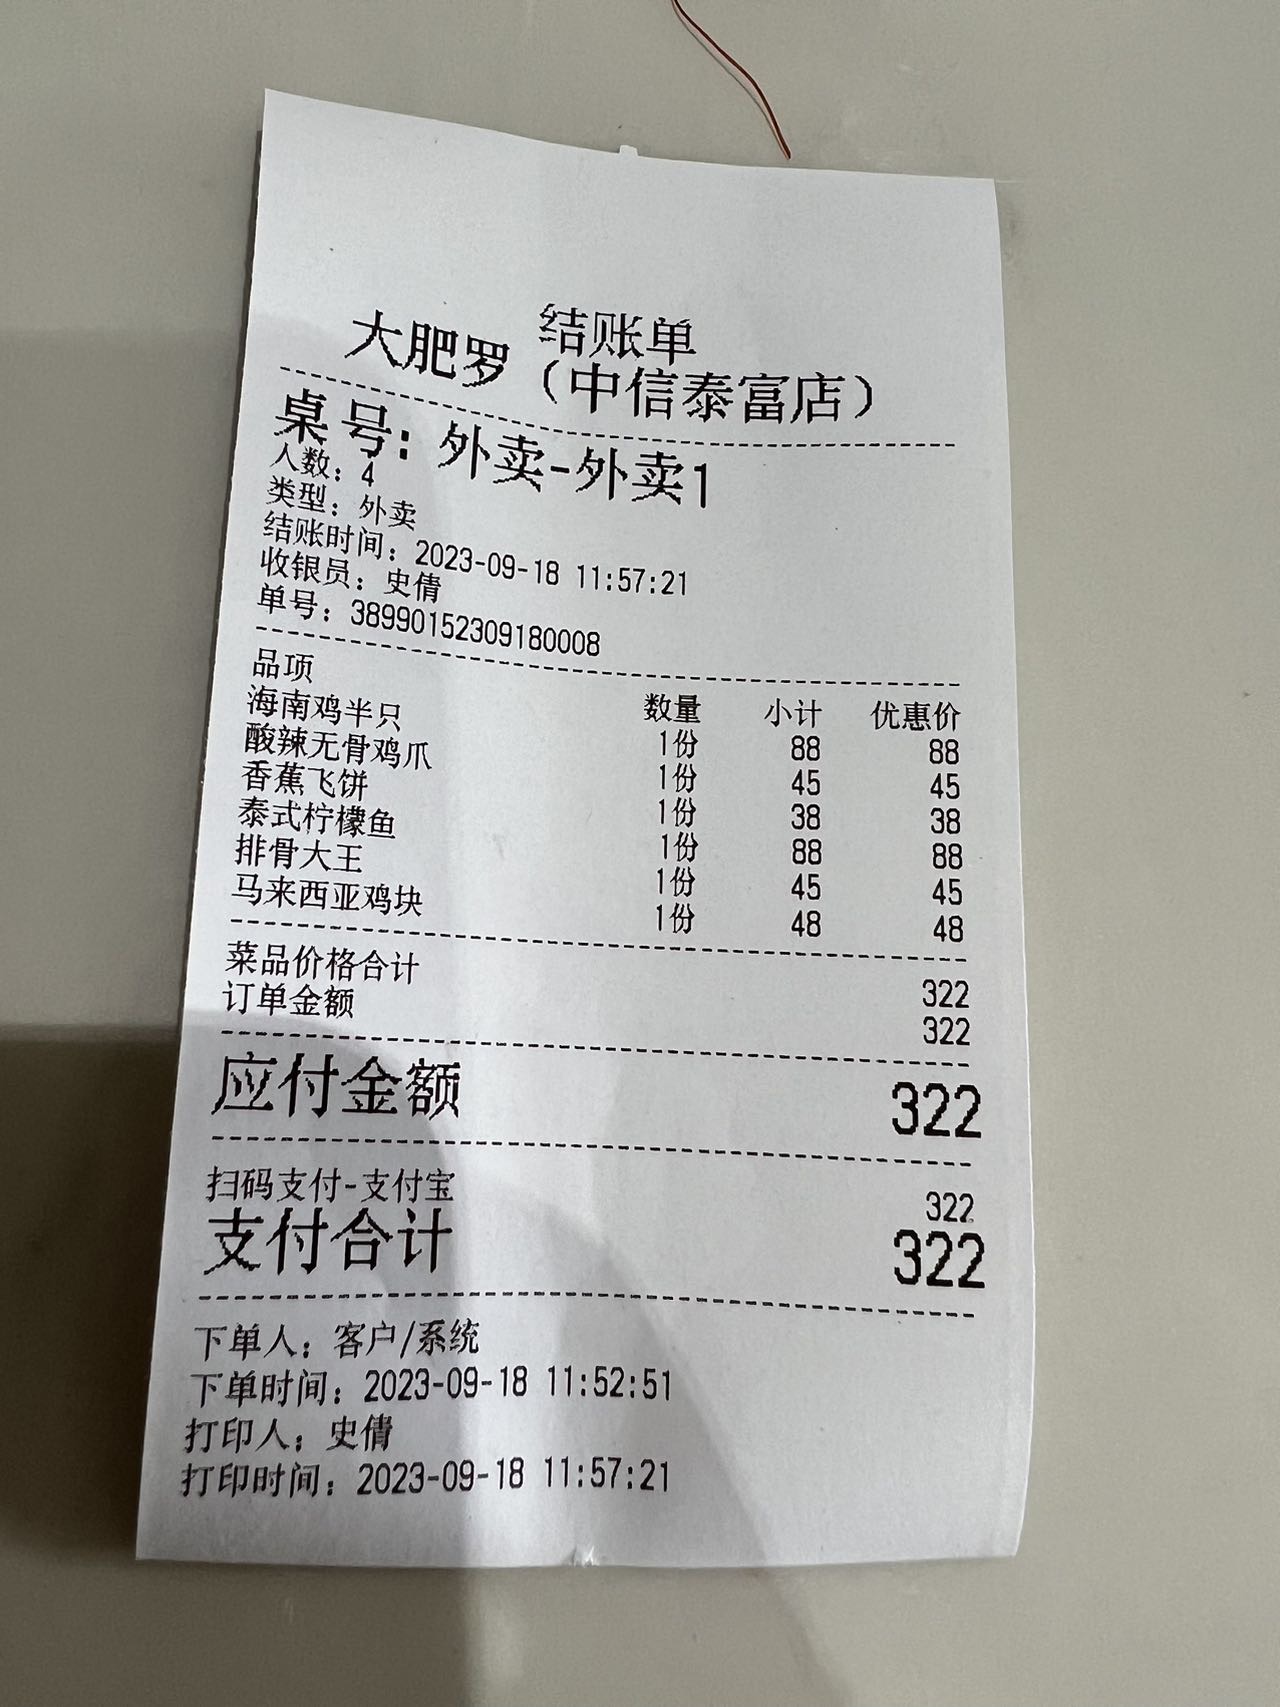 结账单
大肥罗（中信泰富店）
桌号：外卖-外卖1
人数：4
类型：外卖
结账时间：2023-09-18 11:57:21
收银员：史倩
单号：38990152309180008
品项 数量 小计 优惠价
海南鸡半只 1份 88 88
酸辣无骨鸡爪 1份 45 45
香蕉飞饼 1份 38 38
泰式柠檬鱼 1份 88 88
排骨大王 1份 45 45
马来西亚鸡块 1份 48 48
菜品价格合计 322
订单金额 322
应付金额 322
扫码支付-支付宝 322
支付合计 322
下单人：客户/系统
下单时间：2023-09-18 11:52:51
打印人：史倩
打印时间：2023-09-18 11:57:21